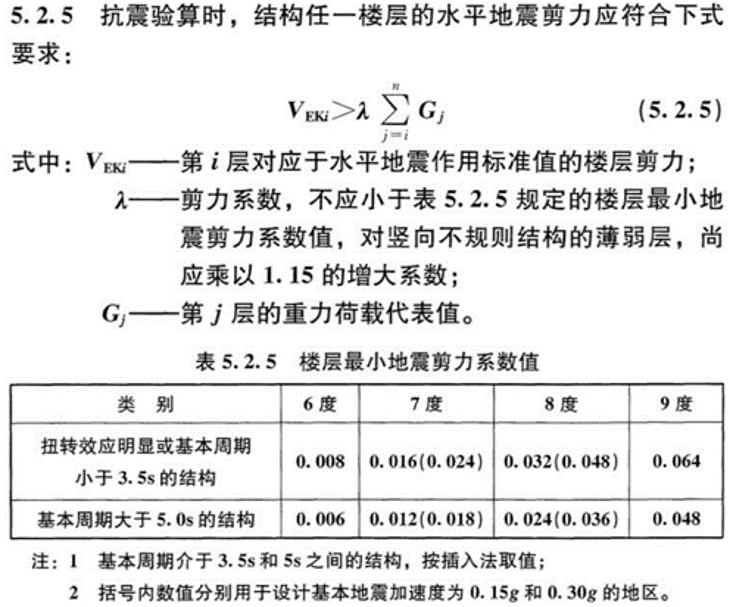 5.2.5 抗震验算时，结构任一楼层的水平地震剪力应符合下式
要求：
V_{EKi}>λ∑_{j=i}^{n}G_j (5.2.5)
式中：V_{EKi}——第 i 层对应于水平地震作用标准值的楼层剪力；
λ——剪力系数，不应小于表 5.2.5 规定的楼层最小地
震剪力系数值，对竖向不规则结构的薄弱层，尚
应乘以 1.15 的增大系数；
G_j——第 j 层的重力荷载代表值。
表 5.2.5 楼层最小地震剪力系数值
类 别 6 度 7 度 8 度 9 度
扭转效应明显或基本周期
小于 3.5s 的结构 0.008 0.016(0.024) 0.032(0.048) 0.064
基本周期大于 5.0s 的结构 0.006 0.012(0.018) 0.024(0.036) 0.048
注：1 基本周期介于 3.5s 和 5s 之间的结构，按插入法取值；
2 括号内数值分别用于设计基本地震加速度为 0.15g 和 0.30g 的地区。